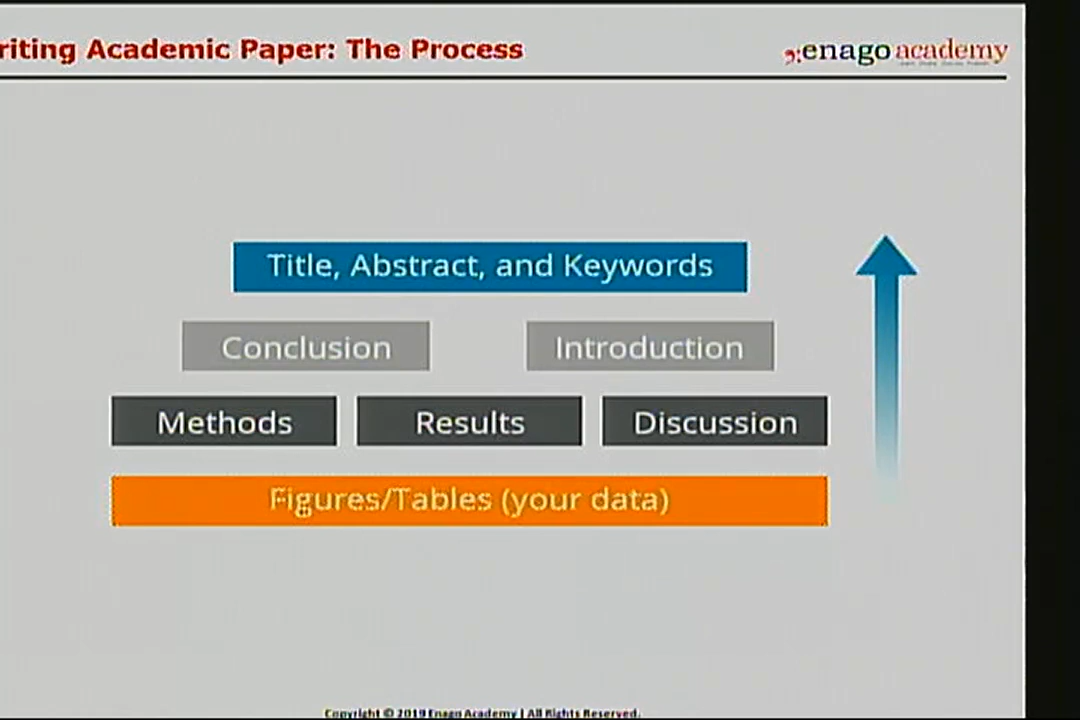 riting Academic Paper: The Process
enago academy
Title, Abstract, and Keywords
Conclusion
Introduction
Methods
Results
Discussion
Figures/Tables (your data)
Copyright © 2019 Enago Academy | All Rights Reserved.